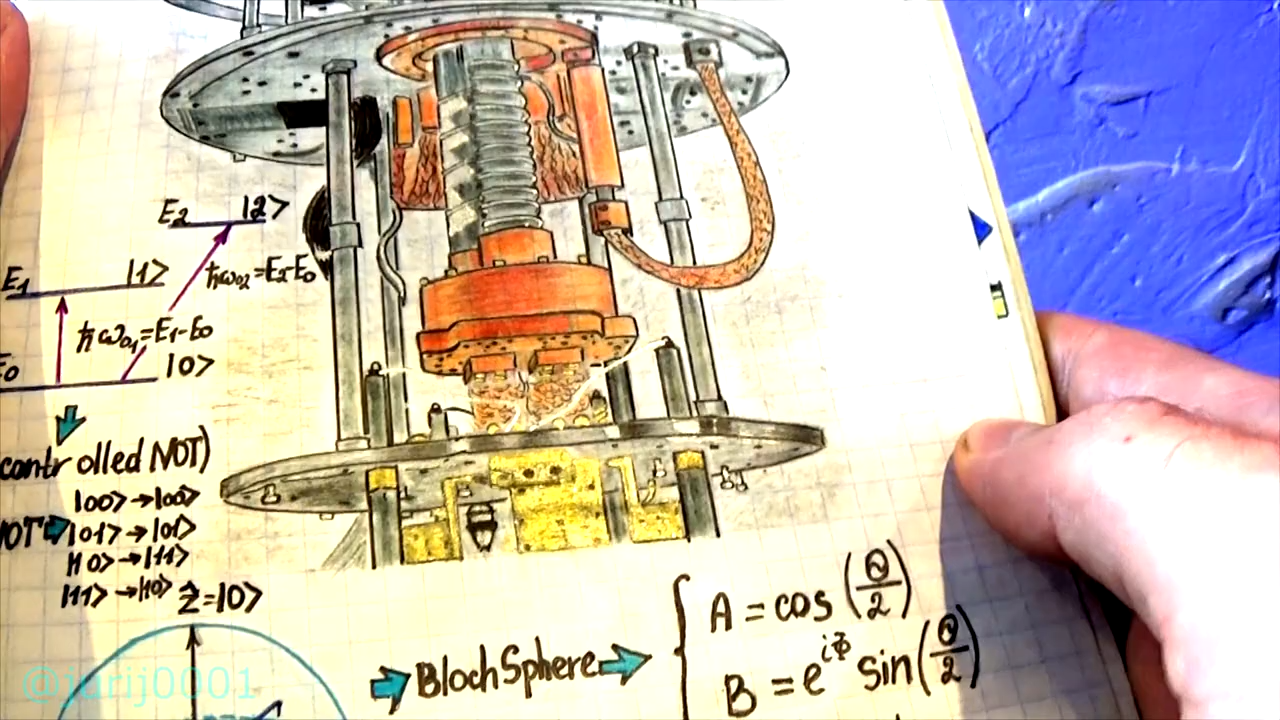 E2 |2>
ħω02=E2-E0
E1 |1>
ħω01=E1-E0
E0 |0>
controlled NOT)
|00>→|00>
|01>→|01>
|10>→|11>
|11>→|10>
Ẑ=|0>
Bloch Sphere
A = cos(Θ/2)
B = e^iΦ sin(Θ/2)
@jurij0001